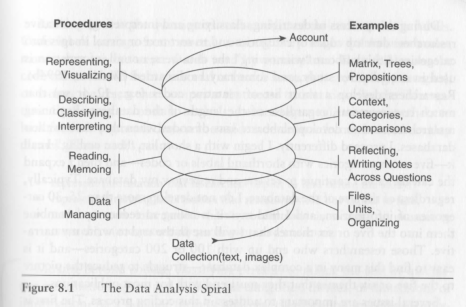 Procedures
Examples
Account
Representing,
Visualizing
Matrix, Trees,
Propositions
Describing,
Classifying,
Interpreting
Context,
Categories,
Comparisons
Reading,
Memoing
Reflecting,
Writing Notes
Across Questions
Data
Managing
Files,
Units,
Organizing
Data
Collection(text, images)
Figure 8.1 The Data Analysis Spiral